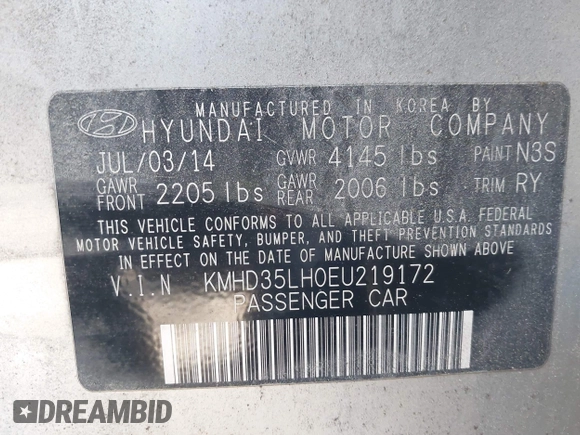 MANUFACTURED IN KOREA BY
HYUNDAI MOTOR COMPANY
JUL/03/14 GVWR 4145 lbs PAINT N3S
GAWR FRONT 2205 lbs GAWR REAR 2006 lbs TRIM RY
THIS VEHICLE CONFORMS TO ALL APPLICABLE U.S.A. FEDERAL
MOTOR VEHICLE SAFETY, BUMPER, AND THEFT PREVENTION STANDARDS
IN EFFECT ON THE DATE OF MANUFACTURE SHOWN ABOVE
V.I.N KMHD35LH0EU219172
PASSENGER CAR
DREAMBID